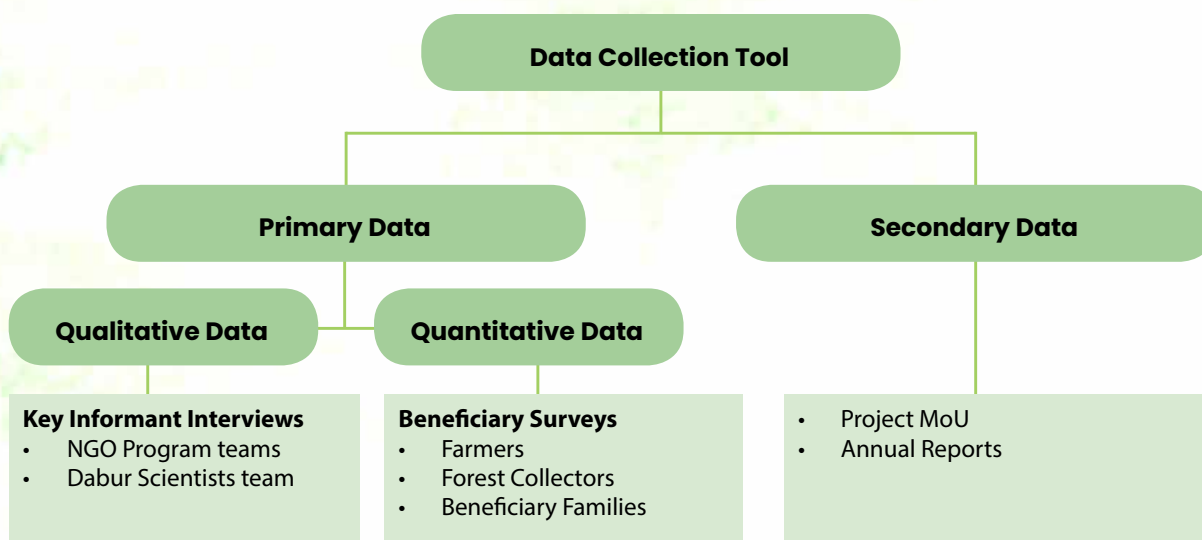 Data Collection Tool
Primary Data
Secondary Data
Qualitative Data
Quantitative Data
Key Informant Interviews
• NGO Program teams
• Dabur Scientists team
Beneficiary Surveys
• Farmers
• Forest Collectors
• Beneficiary Families
• Project MoU
• Annual Reports